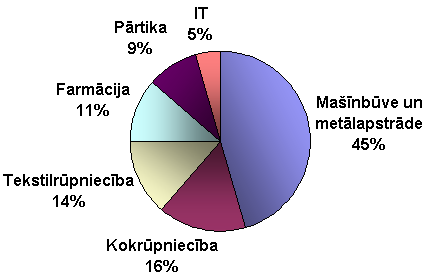 IT
5%
Pārtika
9%
Farmācija
11%
Mašīnbūve un
metālapstrāde
45%
Tekstilrūpniecība
14%
Kokrūpniecība
16%